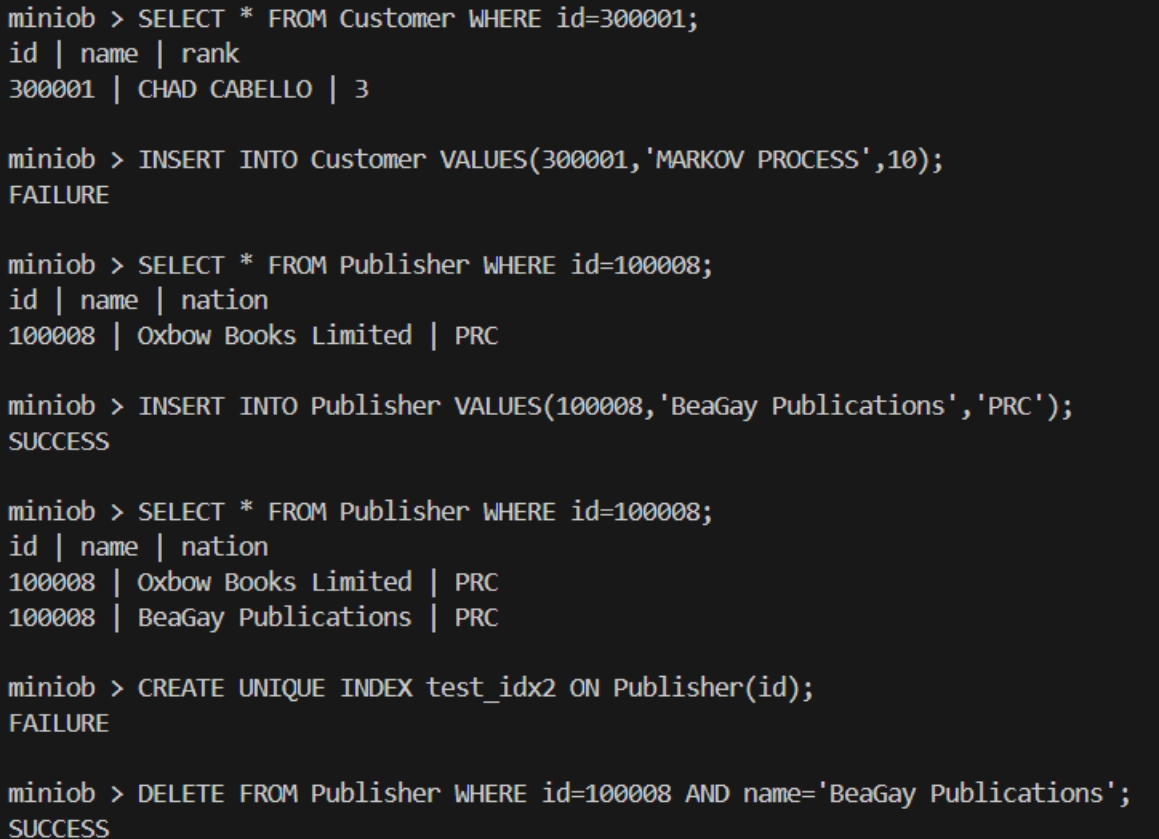 miniob > SELECT * FROM Customer WHERE id=300001;
id | name | rank
300001 | CHAD CABELLO | 3
miniob > INSERT INTO Customer VALUES(300001,'MARKOV PROCESS',10);
FAILURE
miniob > SELECT * FROM Publisher WHERE id=100008;
id | name | nation
100008 | Oxbow Books Limited | PRC
miniob > INSERT INTO Publisher VALUES(100008,'BeaGay Publications','PRC');
SUCCESS
miniob > SELECT * FROM Publisher WHERE id=100008;
id | name | nation
100008 | Oxbow Books Limited | PRC
100008 | BeaGay Publications | PRC
miniob > CREATE UNIQUE INDEX test_idx2 ON Publisher(id);
FAILURE
miniob > DELETE FROM Publisher WHERE id=100008 AND name='BeaGay Publications';
SUCCESS